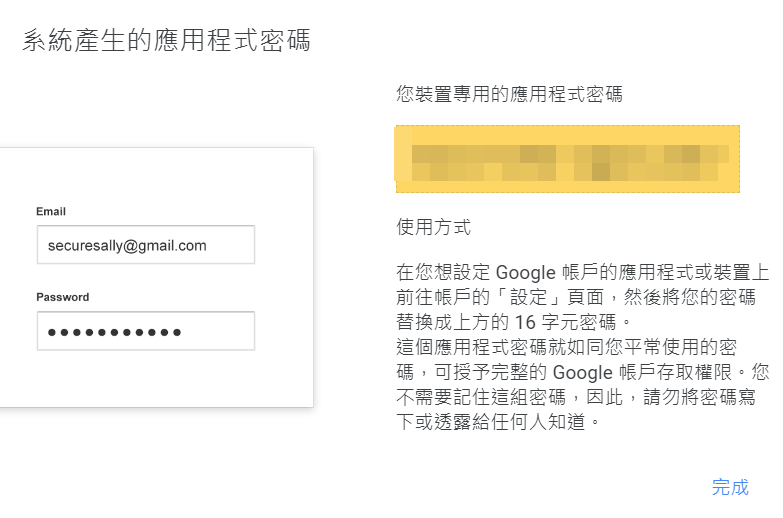 系統產生的應用程式密碼
Email
securesally@gmail.com
Password
您裝置專用的應用程式密碼
使用方式
在您想設定 Google 帳戶的應用程式或裝置上
前往帳戶的「設定」頁面，然後將您的密碼
替換成上方的 16 字元密碼。
這個應用程式密碼就如同您平常使用的密
碼，可授予完整的 Google 帳戶存取權限。您
不需要記住這組密碼，因此，請勿將密碼寫
下或透露給任何人知道。
完成